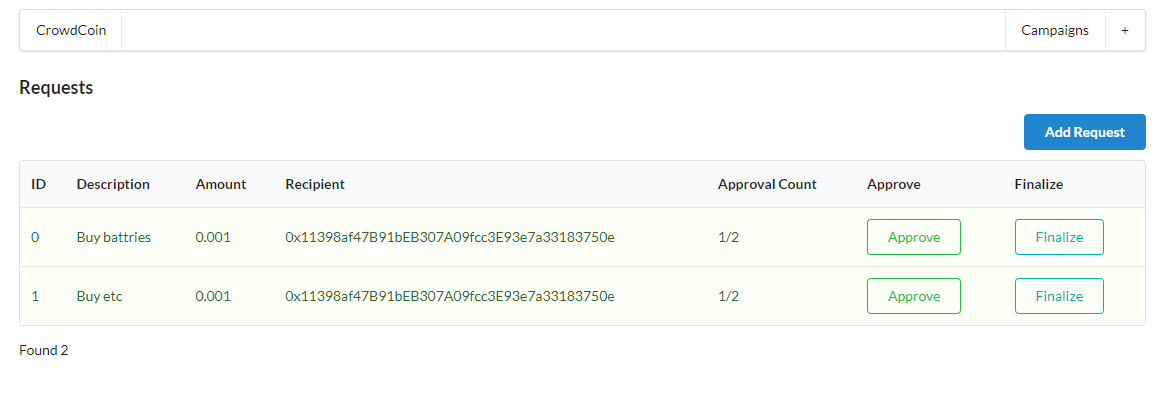 CrowdCoin Campaigns +
Requests
Add Request
ID Description Amount Recipient Approval Count Approve Finalize
0 Buy battries 0.001 0x11398af47B91bEB307A09fcc3E93e7a33183750e 1/2 Approve Finalize
1 Buy etc 0.001 0x11398af47B91bEB307A09fcc3E93e7a33183750e 1/2 Approve Finalize
Found 2